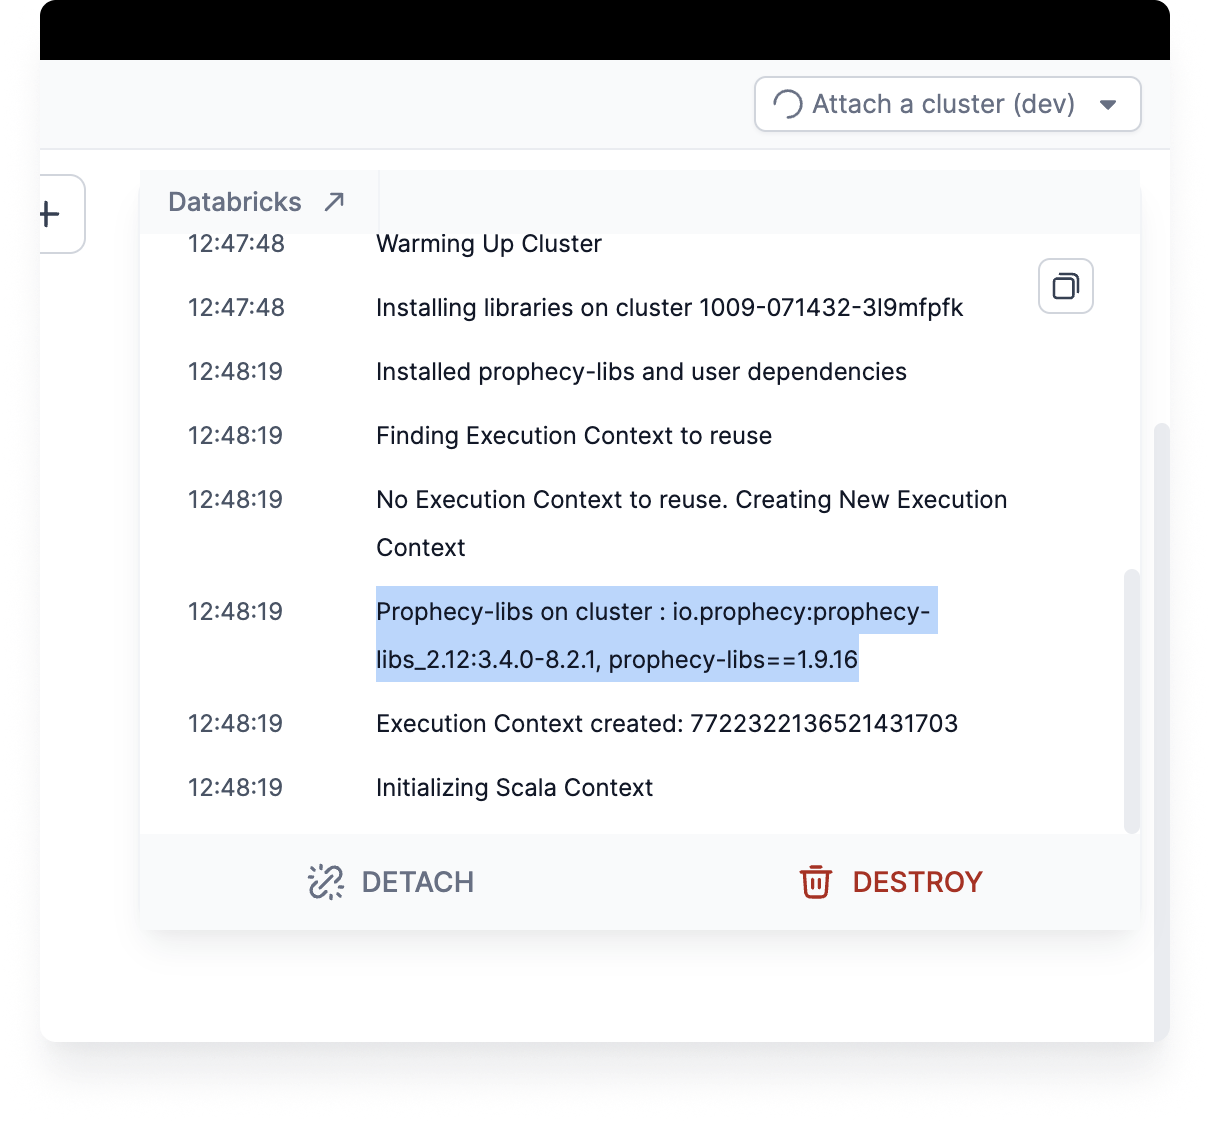 Attach a cluster (dev)
Databricks
12:47:48 Warming Up Cluster
12:47:48 Installing libraries on cluster 1009-071432-3l9mfpfk
12:48:19 Installed prophecy-libs and user dependencies
12:48:19 Finding Execution Context to reuse
12:48:19 No Execution Context to reuse. Creating New Execution
Context
12:48:19 Prophecy-libs on cluster : io.prophecy:prophecy-
libs_2.12:3.4.0-8.2.1, prophecy-libs==1.9.16
12:48:19 Execution Context created: 7722322136521431703
12:48:19 Initializing Scala Context
DETACH DESTROY